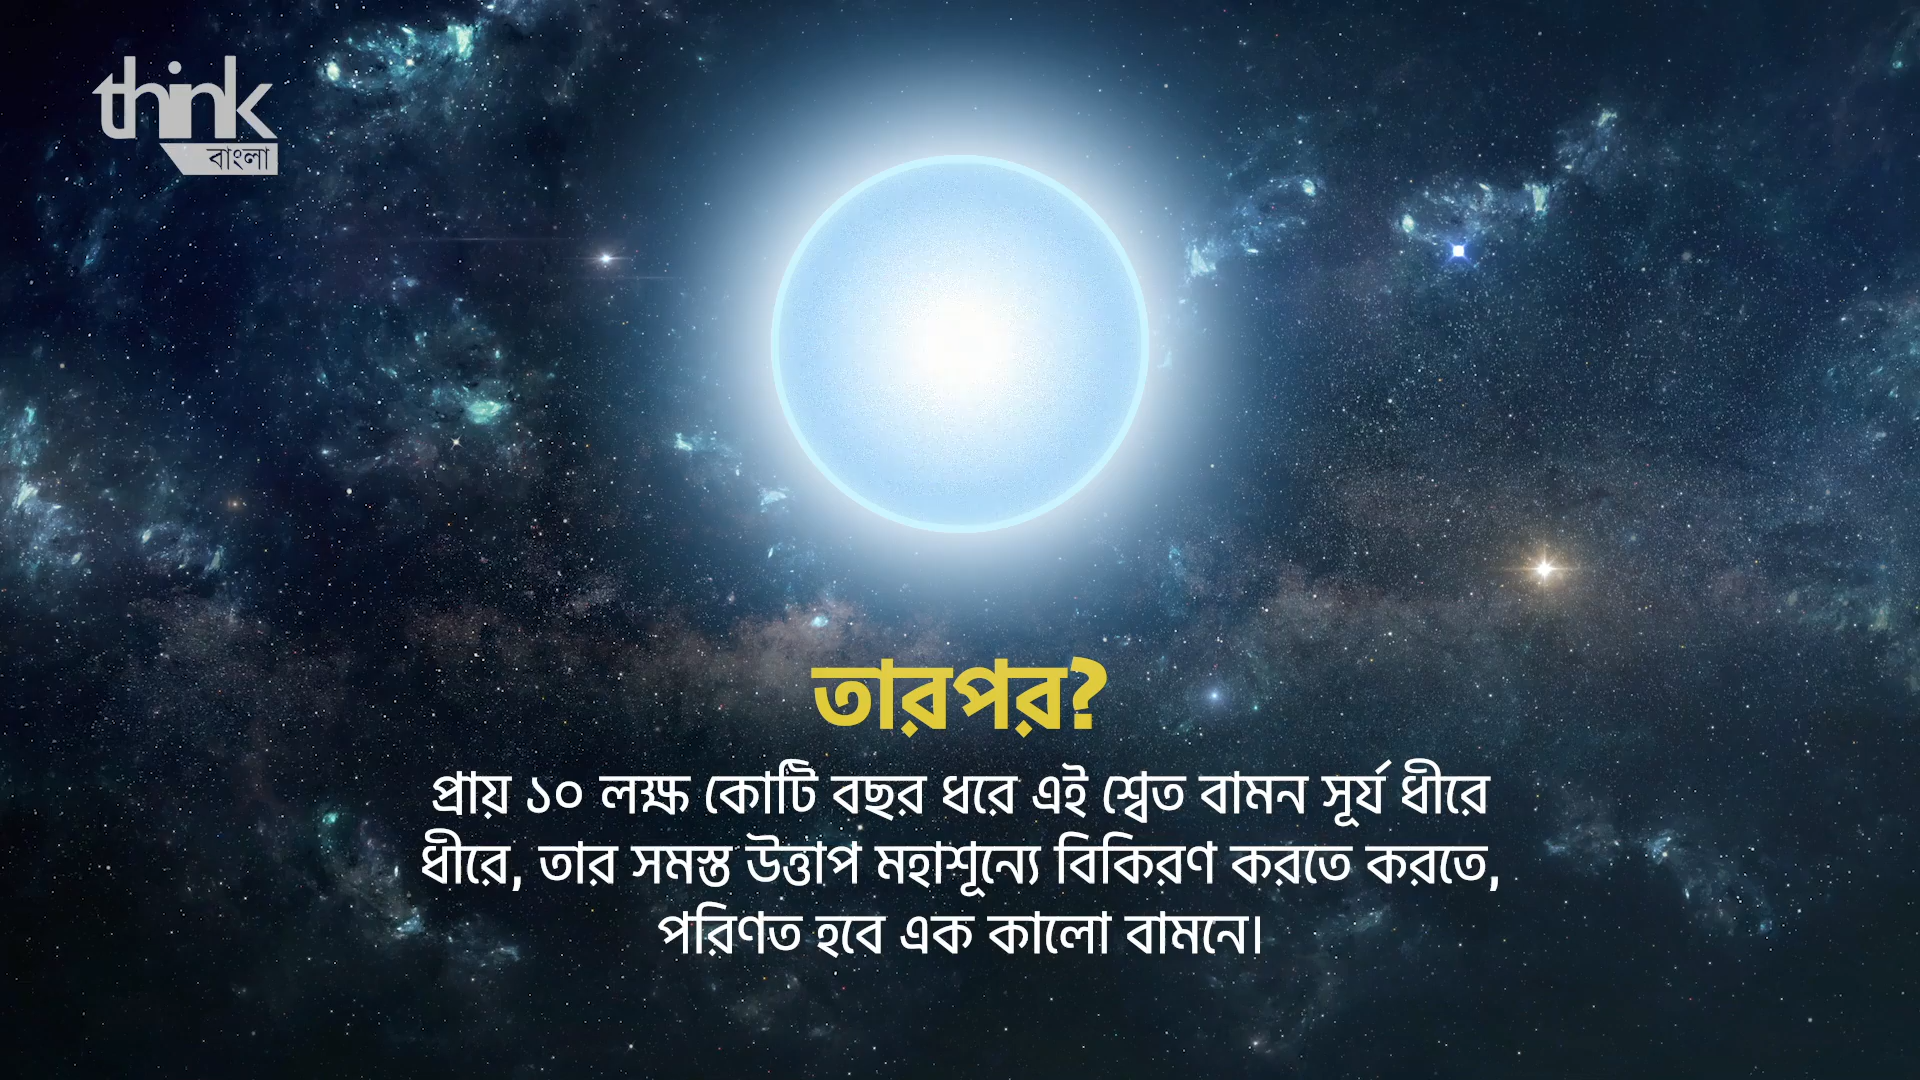 think
বাংলা
তারপর?
প্রায় ১০ লক্ষ কোটি বছর ধরে এই শ্বেত বামন সূর্য ধীরে
ধীরে, তার সমস্ত উত্তাপ মহাশূন্যে বিকিরণ করতে করতে,
পরিণত হবে এক কালো বামনে।